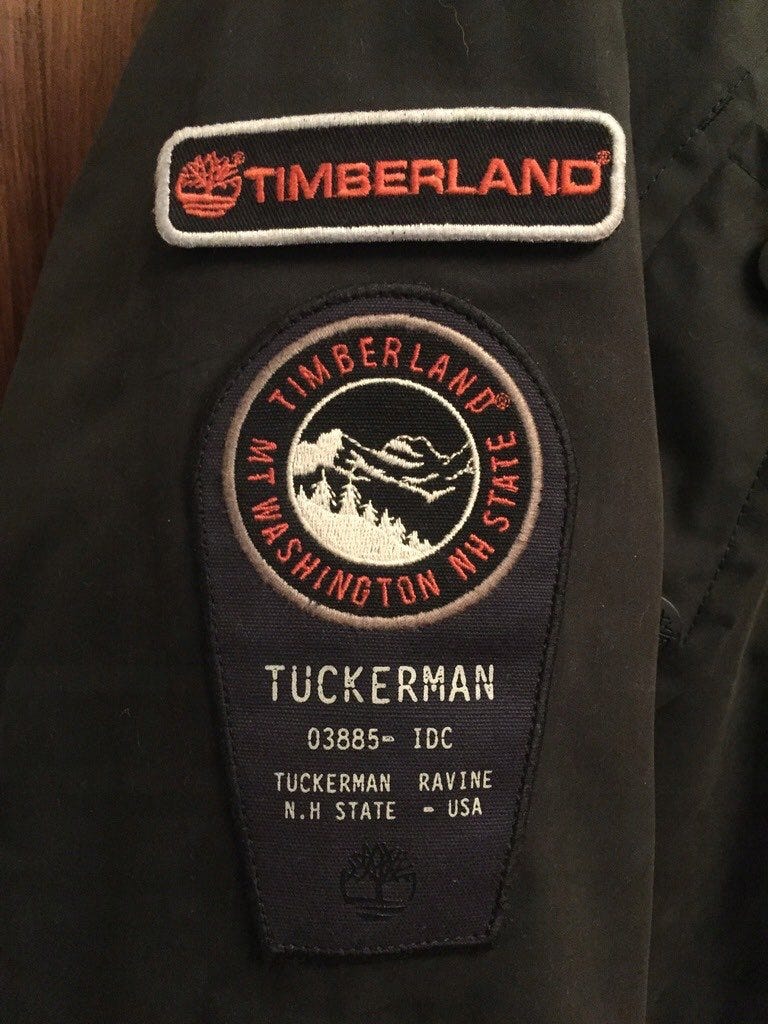 TIMBERLAND®
TIMBERLAND®
MT WASHINGTON NH STATE
TUCKERMAN
03885- IDC
TUCKERMAN RAVINE
N.H STATE - USA